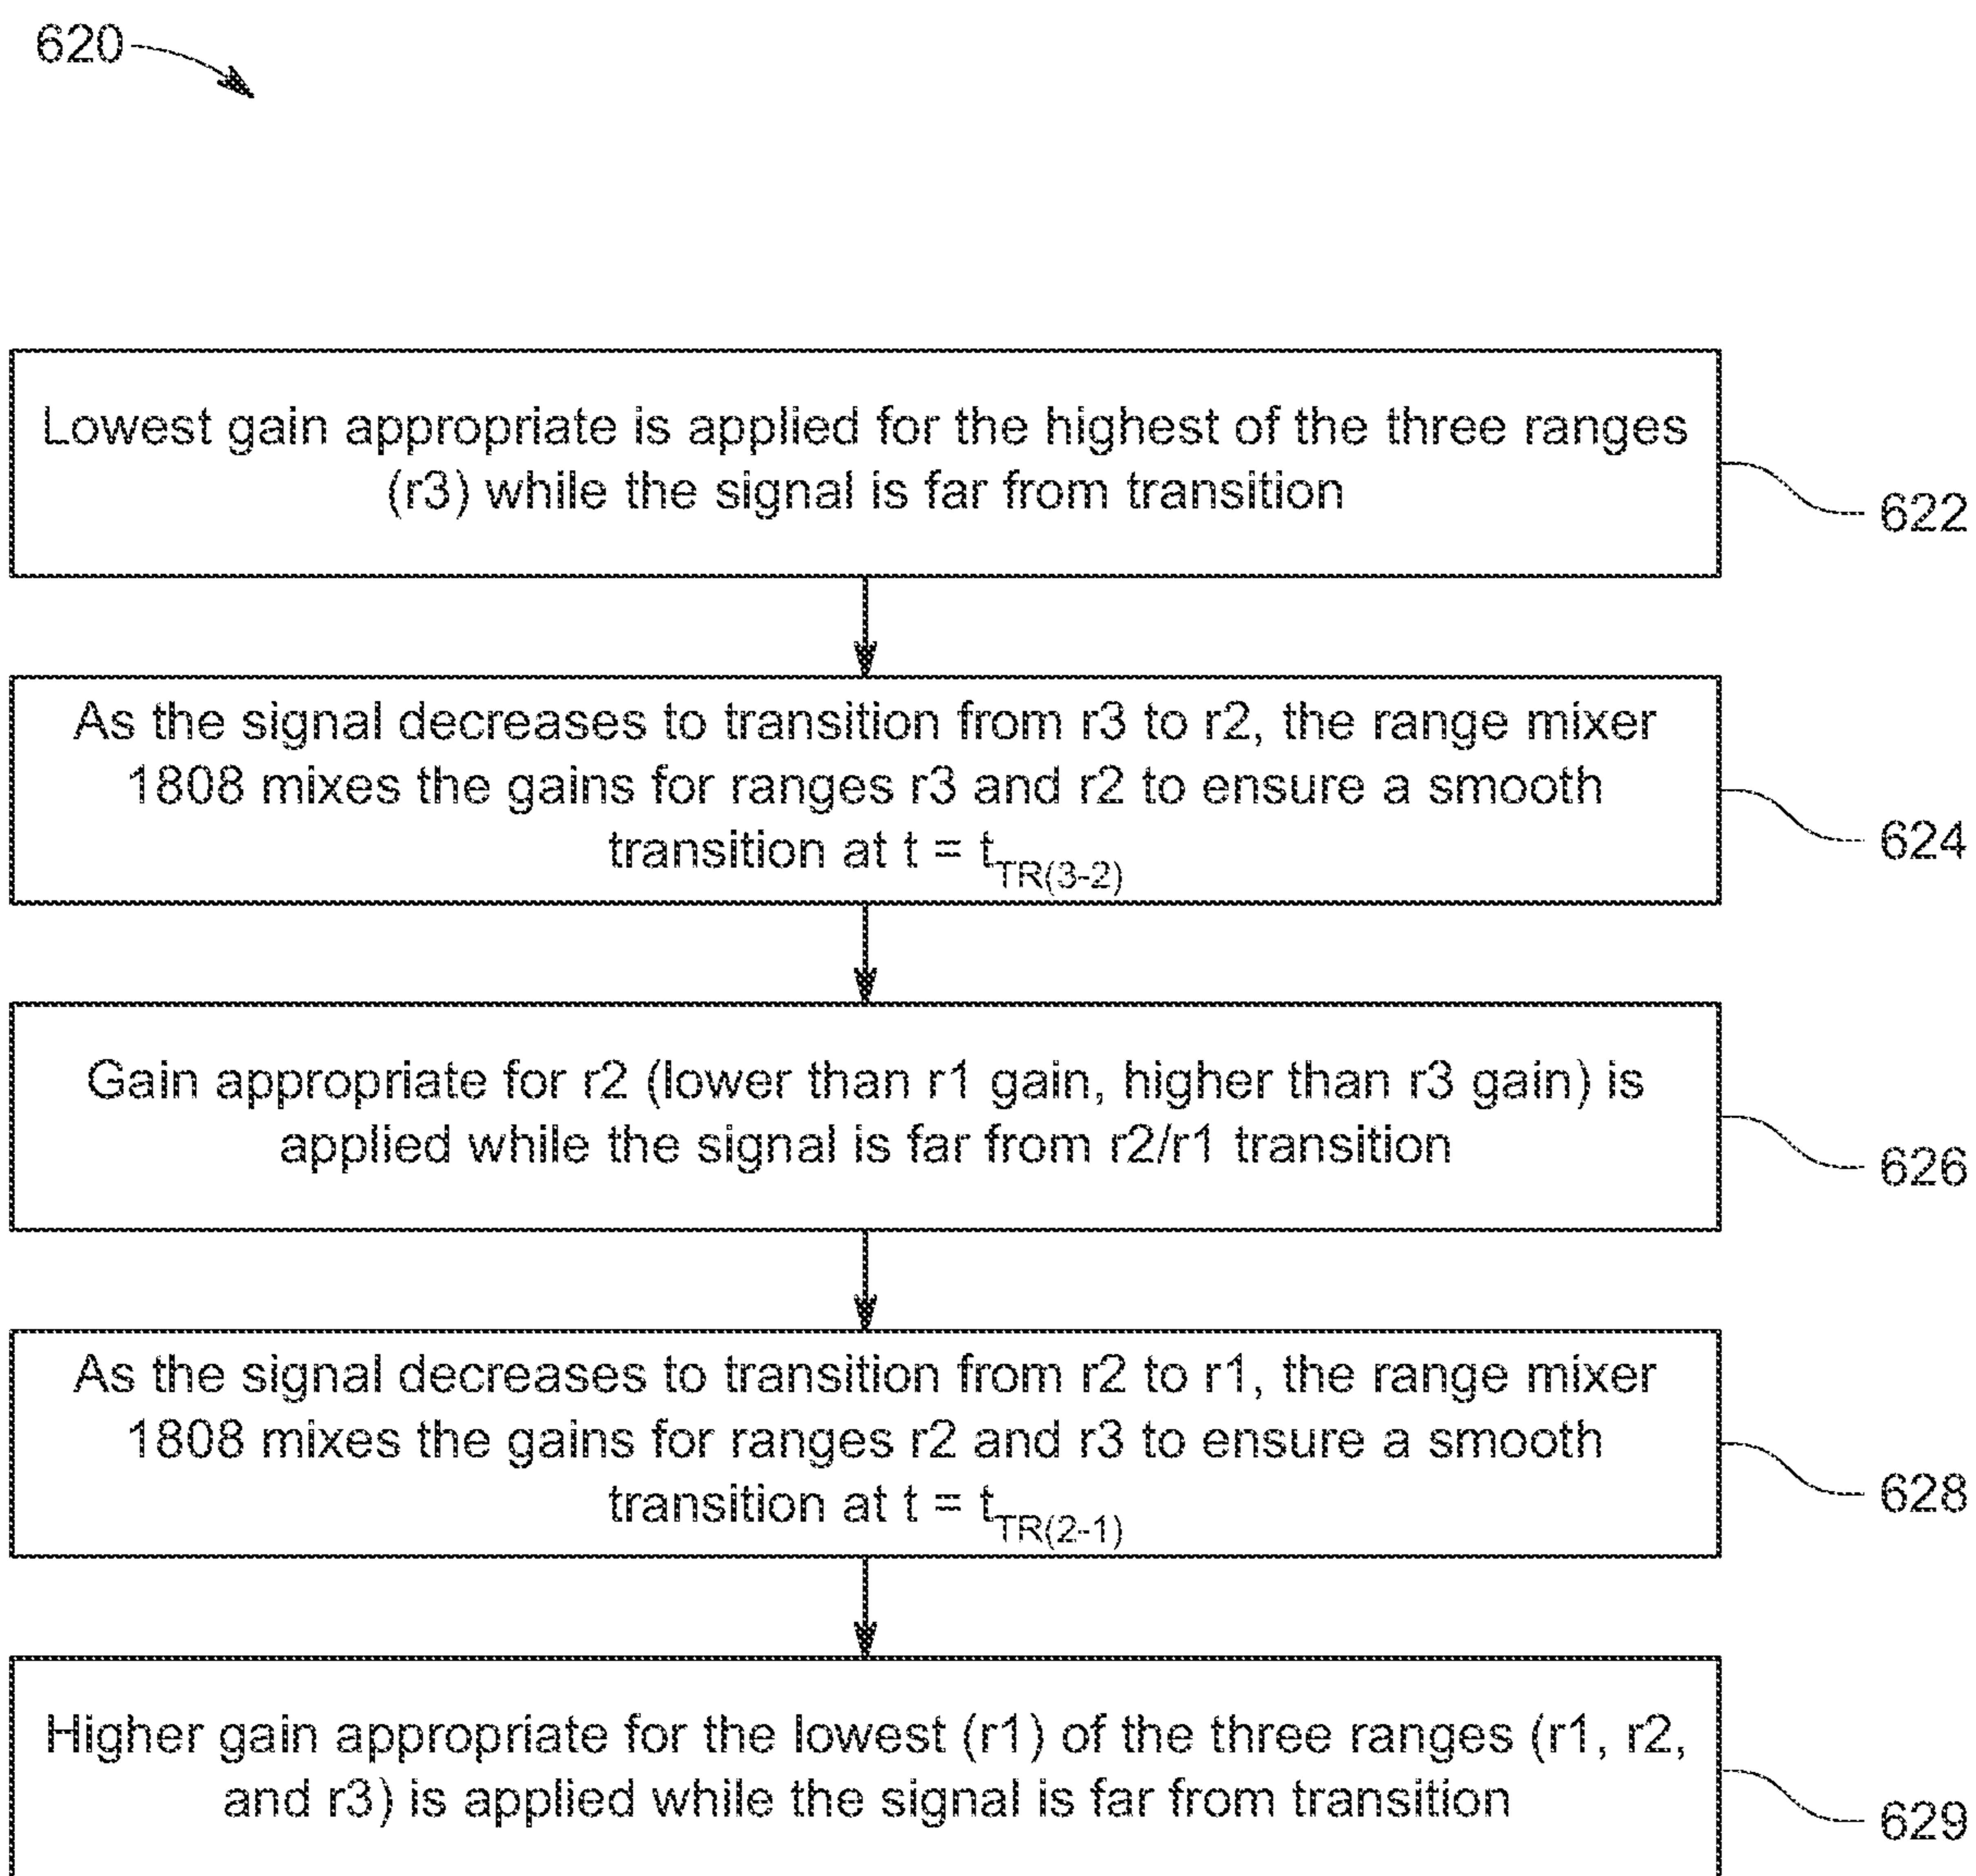 620
Lowest gain appropriate is applied for the highest of the three ranges
(r3) while the signal is far from transition
622
As the signal decreases to transition from r3 to r2, the range mixer
1808 mixes the gains for ranges r3 and r2 to ensure a smooth
transition at t = t_TR(3-2)
624
Gain appropriate for r2 (lower than r1 gain, higher than r3 gain) is
applied while the signal is far from r2/r1 transition
626
As the signal decreases to transition from r2 to r1, the range mixer
1808 mixes the gains for ranges r2 and r3 to ensure a smooth
transition at t = t_TR(2-1)
628
Higher gain appropriate for the lowest (r1) of the three ranges (r1, r2,
and r3) is applied while the signal is far from transition
629